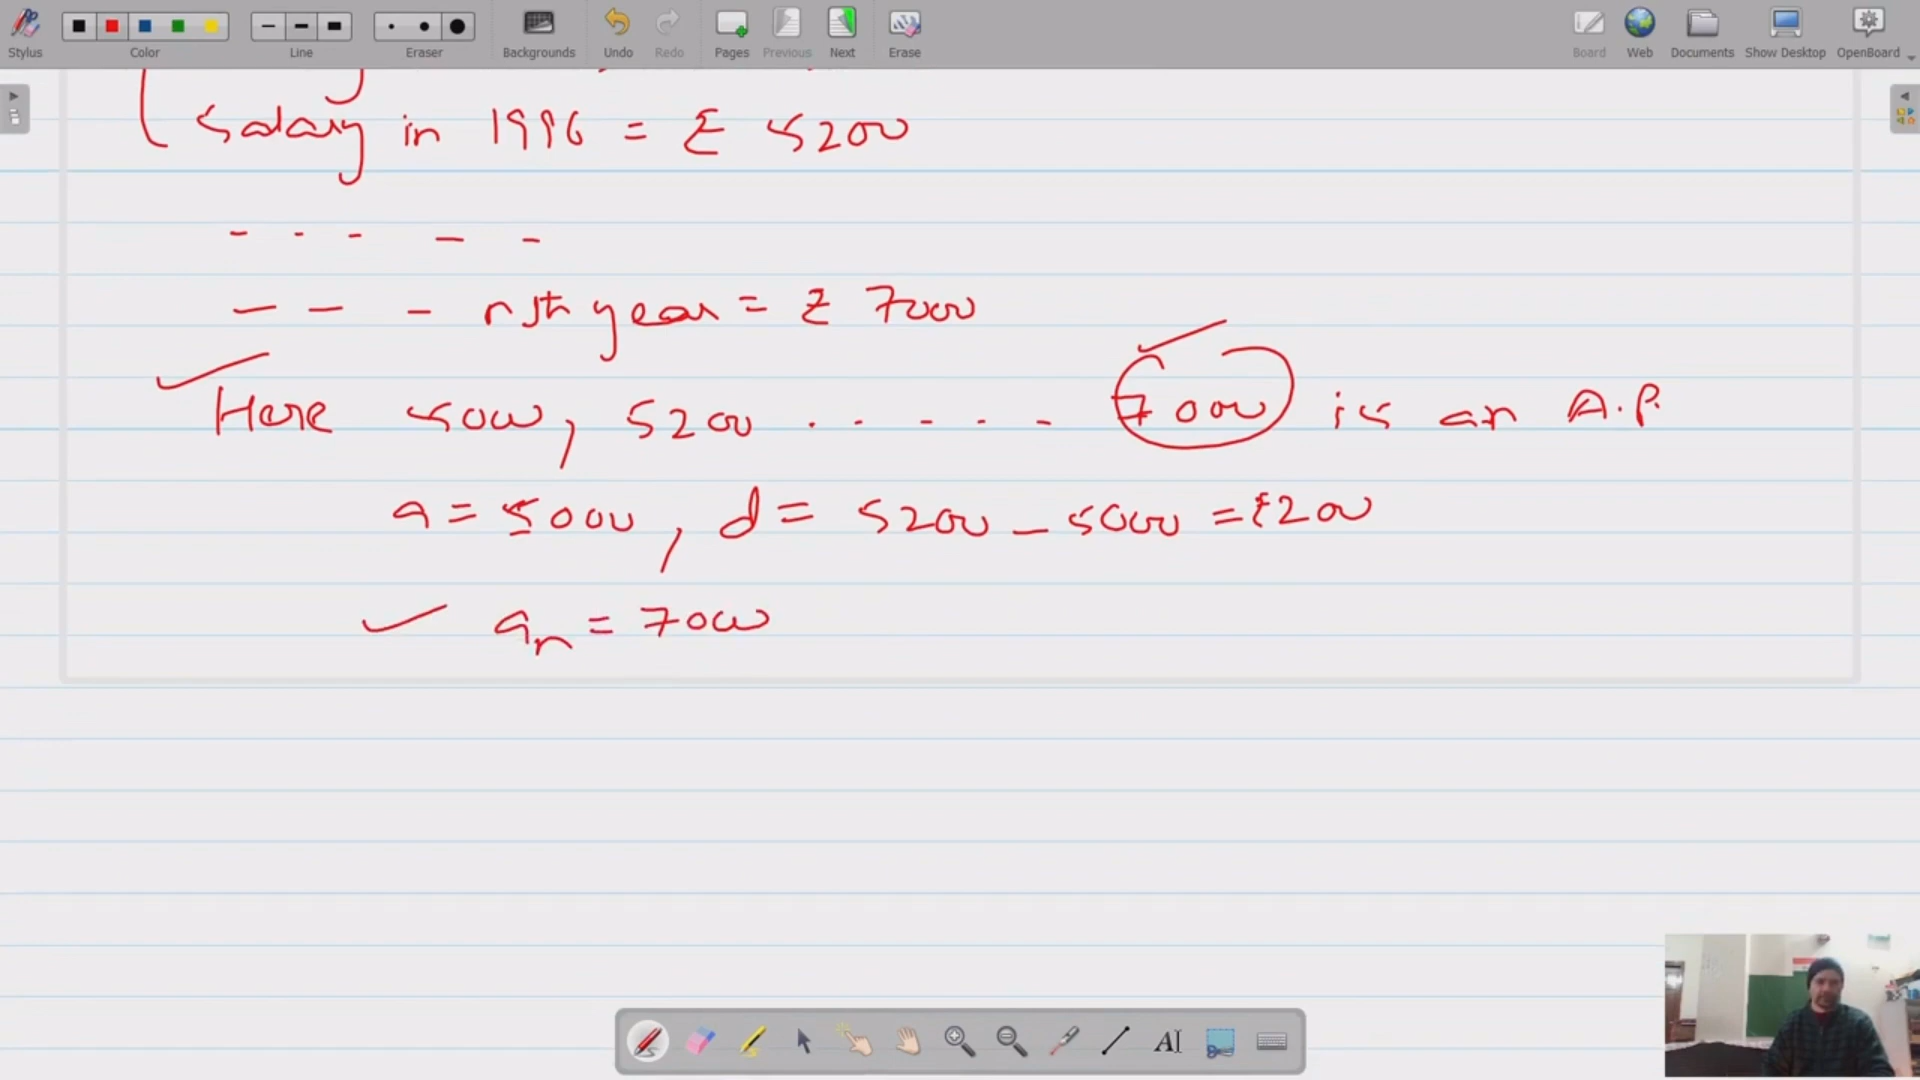 Stylus Color Line Eraser Backgrounds Undo Redo Pages Previous Next Erase Board Web Documents Show Desktop OpenBoard
Salary in 1996 = ₹ 5200
- - - - -
- - - nth year = ₹ 7000
Here 5000, 5200 . . . . . 7000 is an A.P.
a = 5000, d = 5200 - 5000 = ₹200
an = 7000